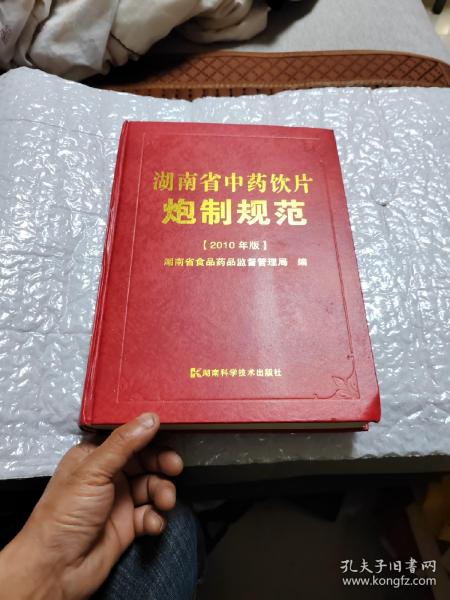 湖南省中药饮片
炮制规范
【2010年版】
湖南省食品药品监督管理局 编
湖南科学技术出版社
孔夫子旧书网
www.kongfz.com